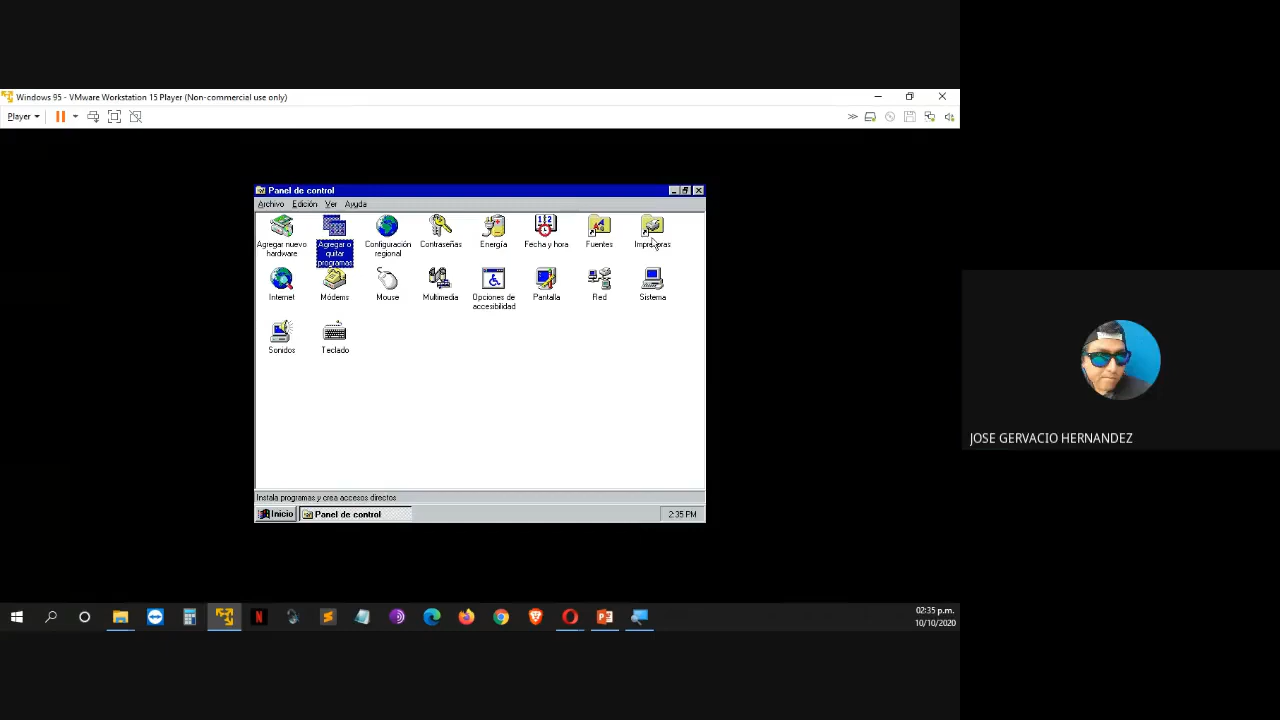 Windows 95 - VMware Workstation 15 Player (Non-commercial use only)
Player
Panel de control
Archivo Edición Ver Ayuda
Agregar nuevo hardware
Agregar o quitar programas
Configuración regional
Contraseñas
Energía
Fecha y hora
Fuentes
Impresoras
Internet
Módems
Mouse
Multimedia
Opciones de accesibilidad
Pantalla
Red
Sistema
Sonidos
Teclado
Instala programas y crea accesos directos
Inicio Panel de control 2:35 PM
JOSE GERVACIO HERNANDEZ
02:35 p.m.
10/10/2020